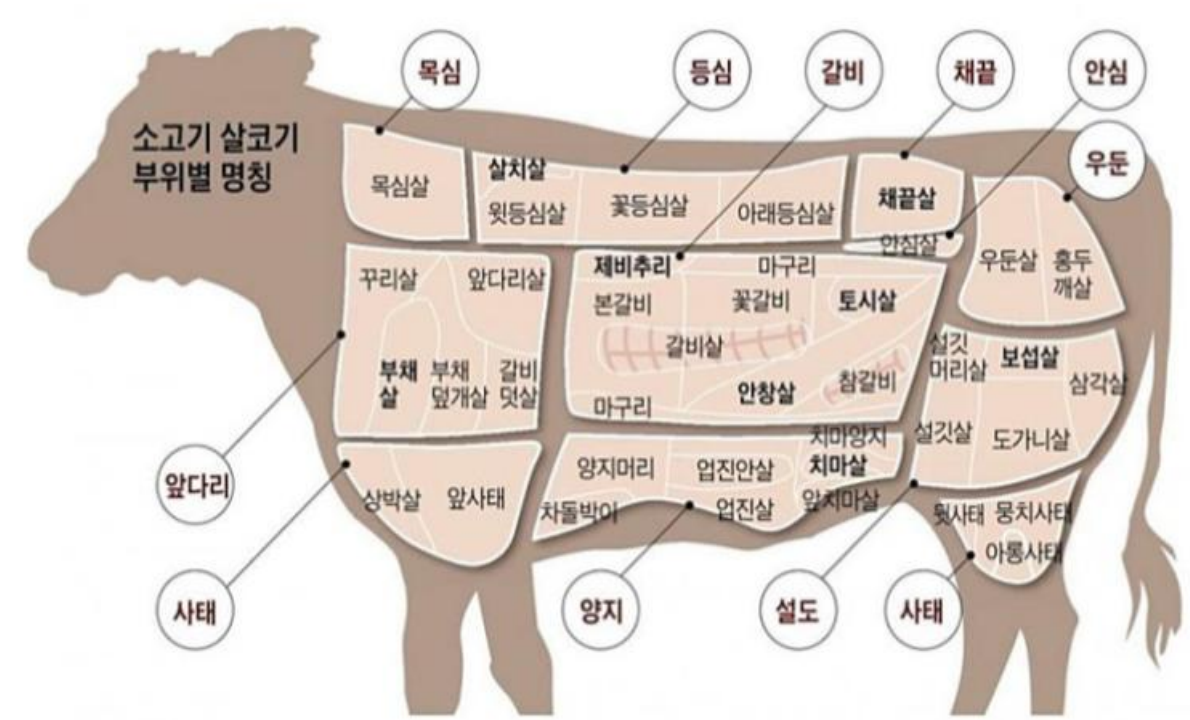 목심
등심
갈비
채끝
안심
소고기 살코기
부위별 명칭
우둔
목심살
살치살
윗등심살
꽃등심살
아래등심살
채끝살
안심살
우둔살
홍두
깨살
꾸리살
앞다리살
부채
살
부채
덮개살
갈비
덧살
제비추리
마구리
본갈비
꽃갈비
토시살
갈비살
안창살
참갈비
마구리
설깃
머리살
보섭살
삼각살
설깃살
도가니살
앞다리
상박살
앞사태
양지머리
업진안살
치마양지
치마살
차돌박이
업진살
앞치마살
윗사태
뭉치사태
아롱사태
사태
양지
설도
사태